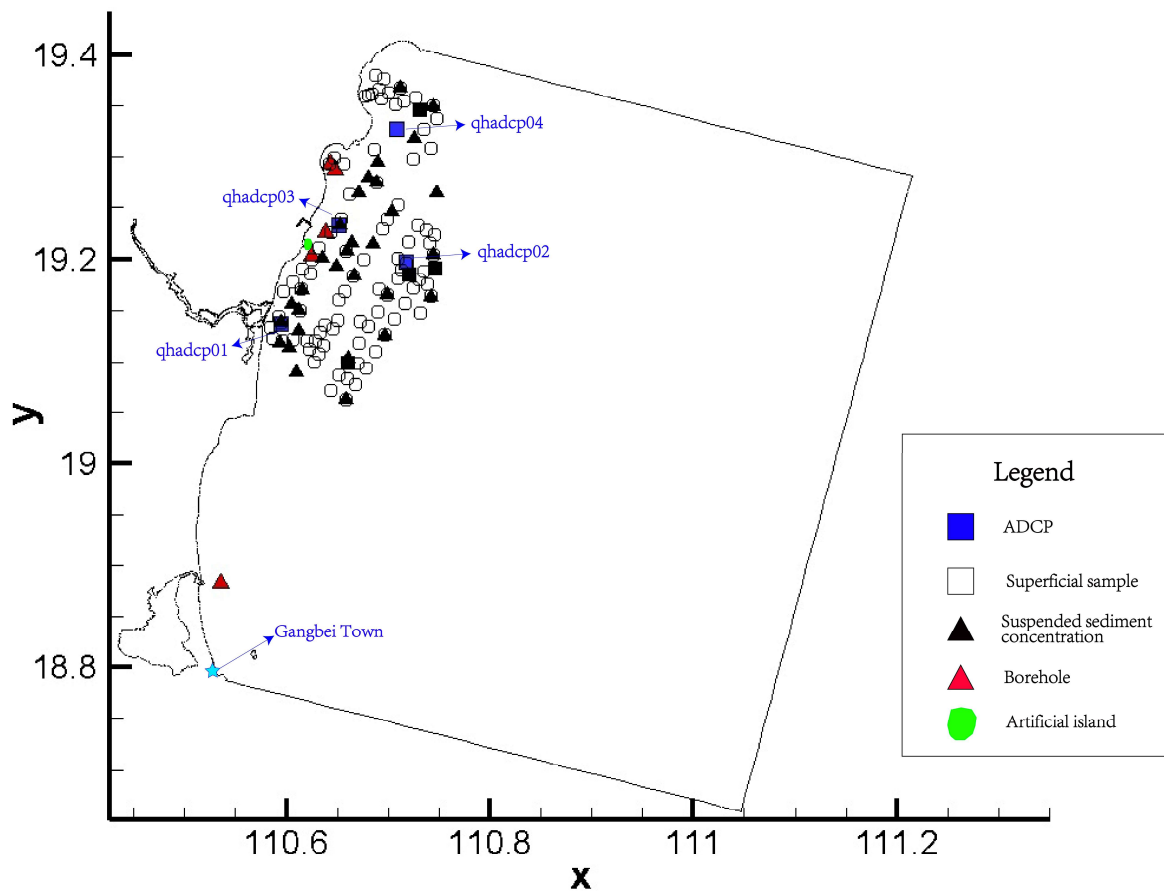 19.4
19.2
19
18.8
y
qhadcp04
qhadcp03
qhadcp02
qhadcp01
Gangbei Town
Legend
ADCP
Superficial sample
Suspended sediment
concentration
Borehole
Artificial island
110.6
110.8
111
111.2
x